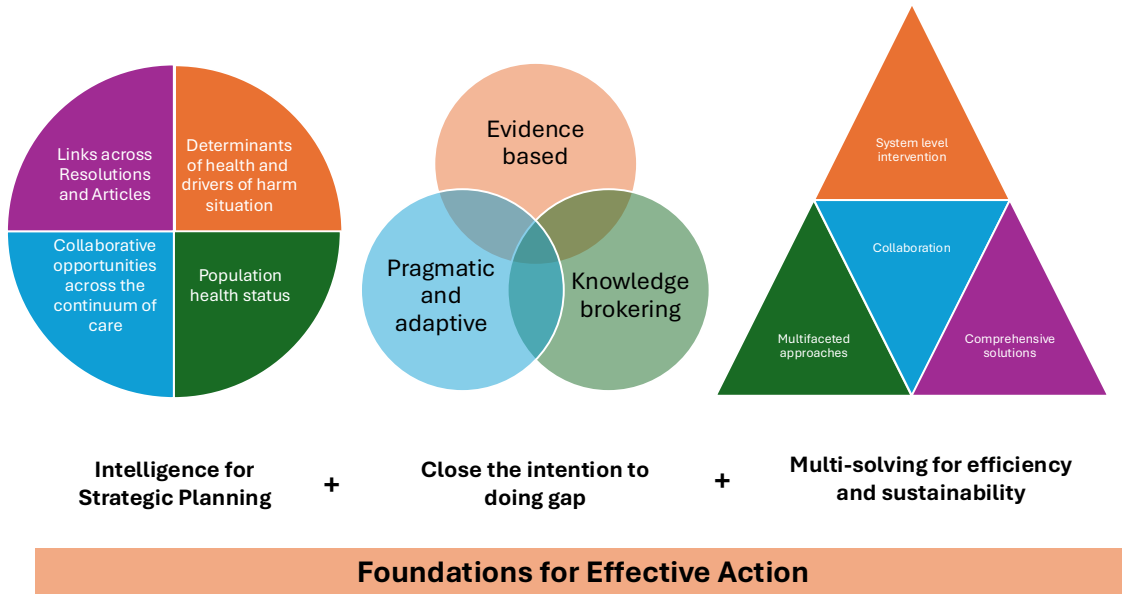 Links across
Resolutions
and Articles
Determinants
of health and
drivers of harm
situation
Collaborative
opportunities
across the
continuum of
care
Population
health status
Evidence
based
Pragmatic
and
adaptive
Knowledge
brokering
System level
intervention
Collaboration
Multifaceted
approaches
Comprehensive
solutions
Intelligence for
Strategic Planning
+
Close the intention to
doing gap
+
Multi-solving for efficiency
and sustainability
Foundations for Effective Action